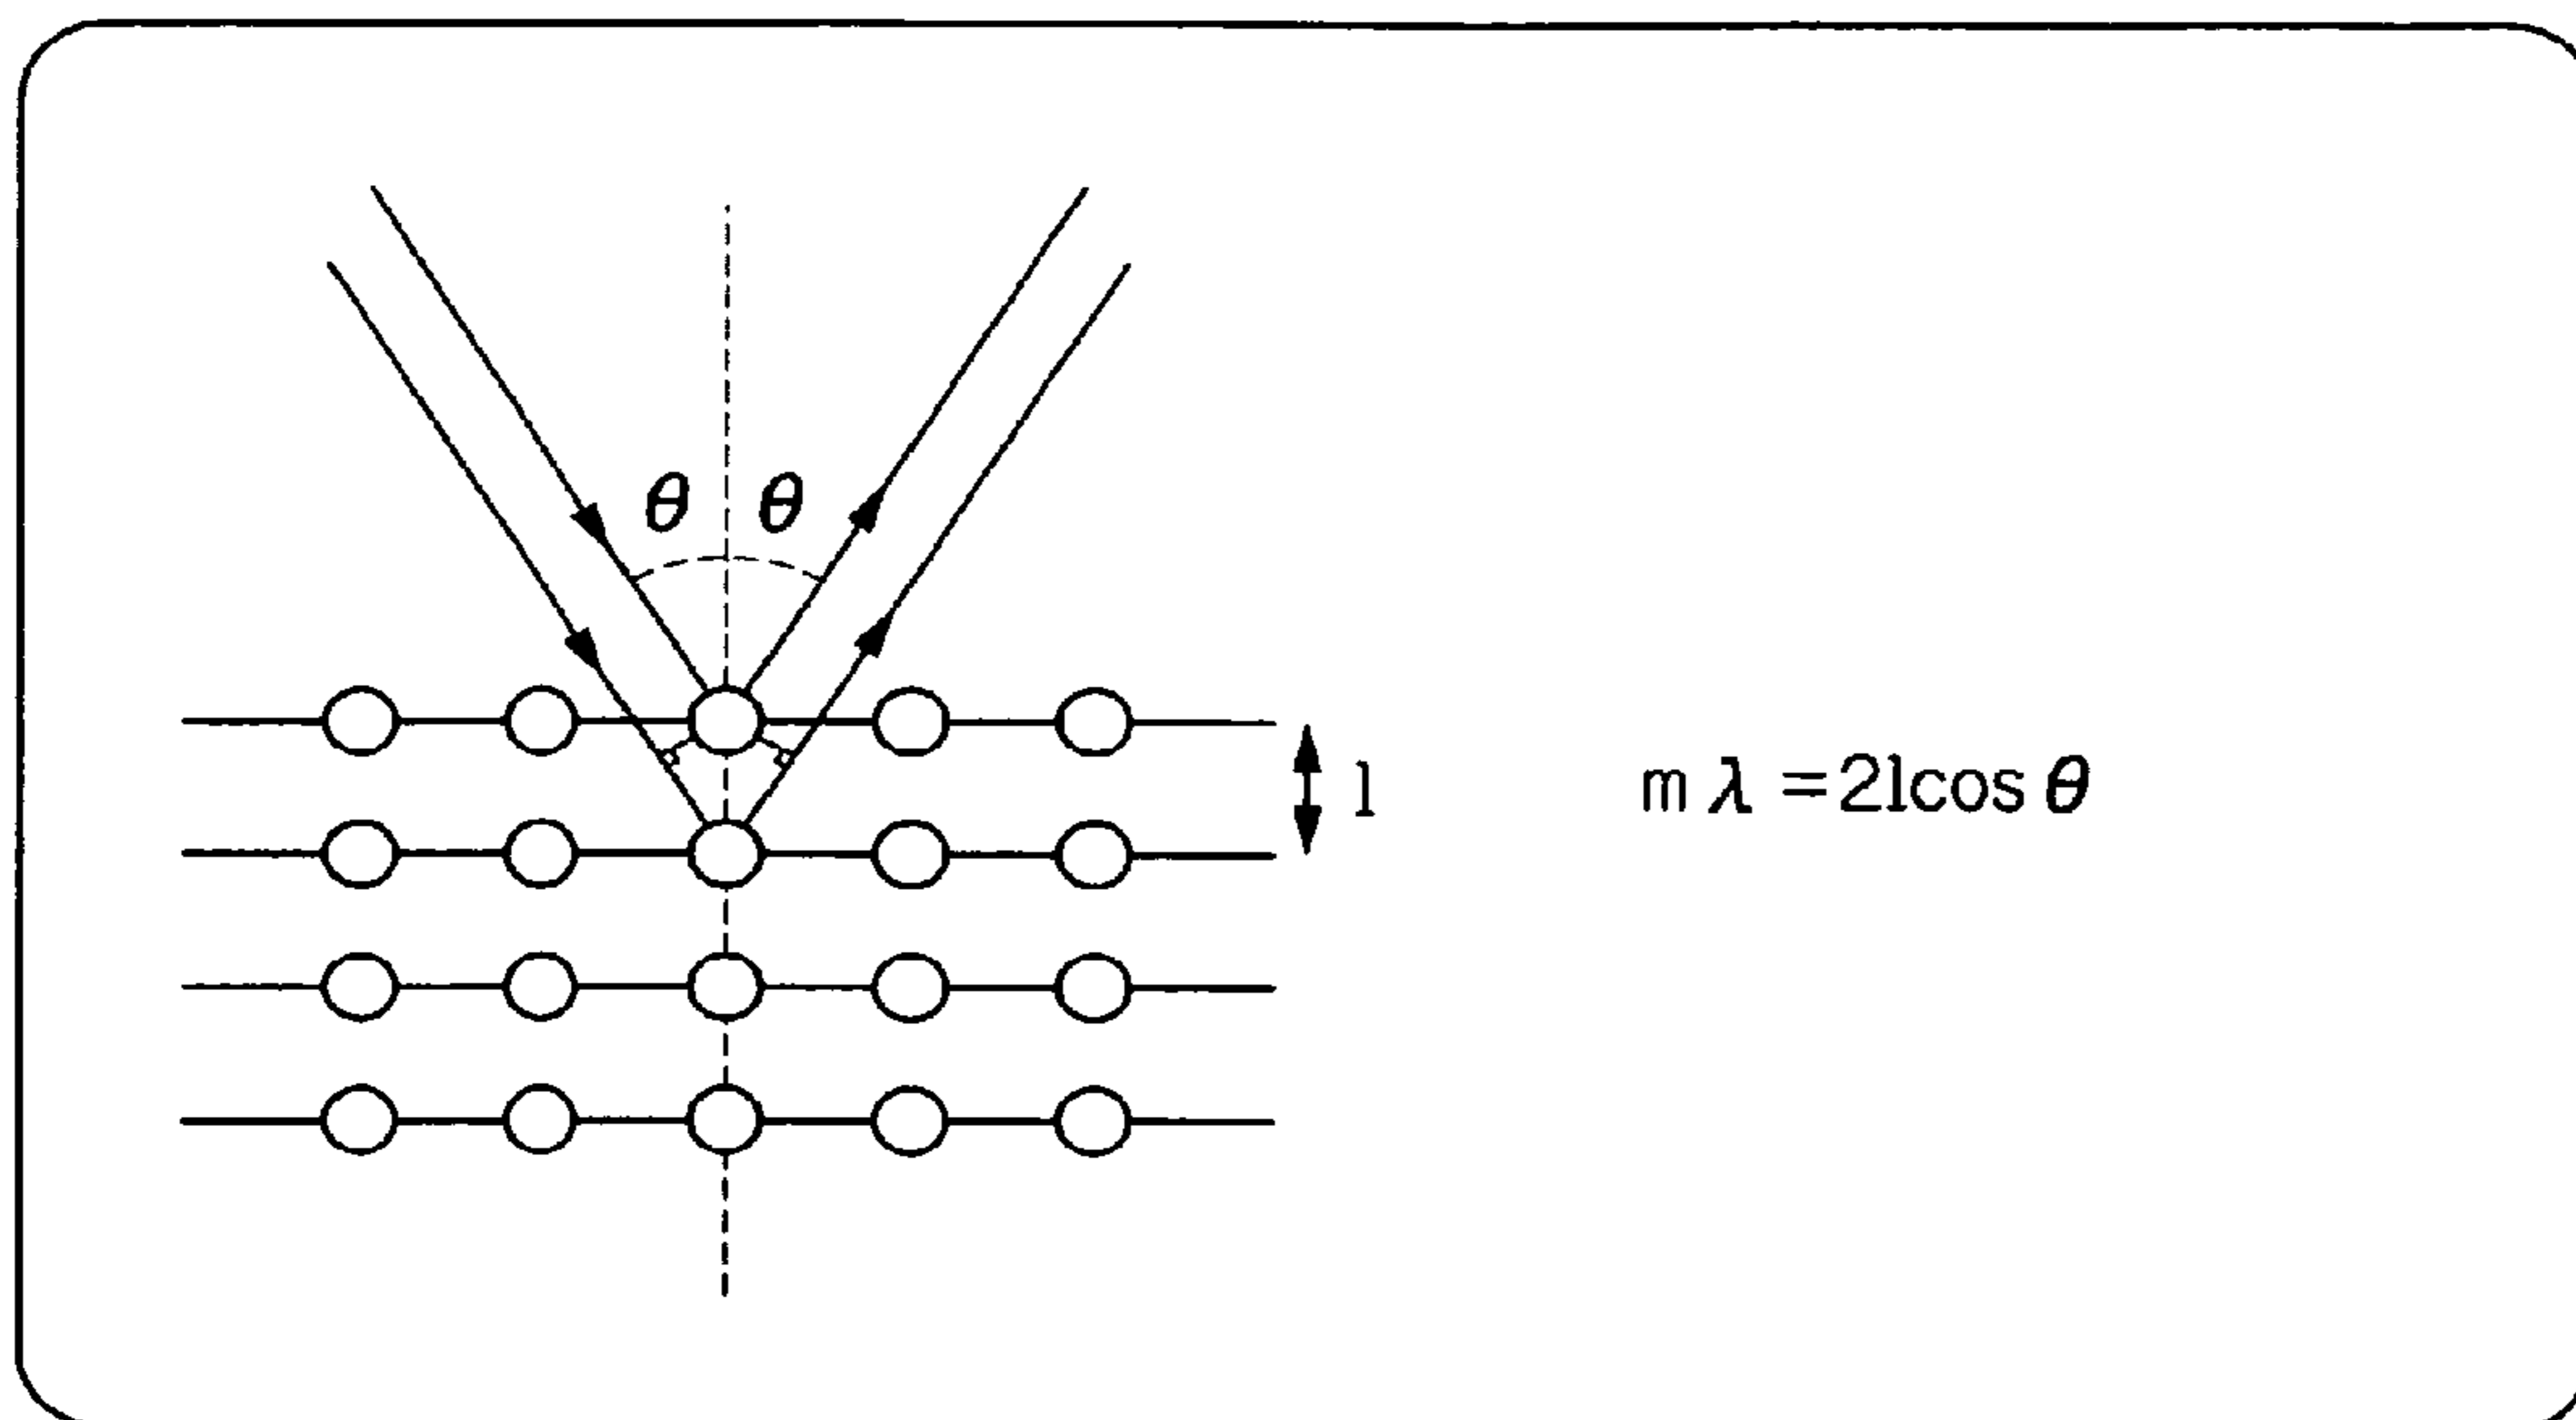 θ θ
l
m λ = 2lcos θ